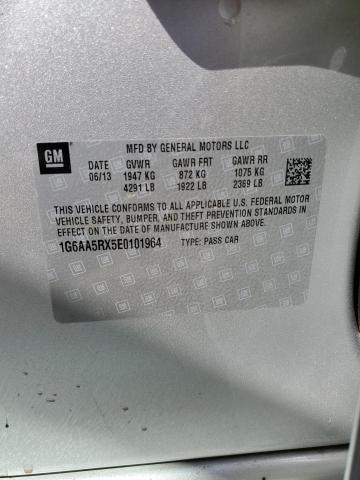 GM
MFD BY GENERAL MOTORS LLC
DATE GVWR GAWR FRT GAWR RR
06/13 1947 KG 872 KG 1075 KG
4291 LB 1922 LB 2369 LB
THIS VEHICLE CONFORMS TO ALL APPLICABLE U.S. FEDERAL MOTOR
VEHICLE SAFETY, BUMPER, AND THEFT PREVENTION STANDARDS
IN EFFECT ON THE DATE OF MANUFACTURE SHOWN ABOVE.
1G6AA5RX5E0101964 TYPE: PASS CAR